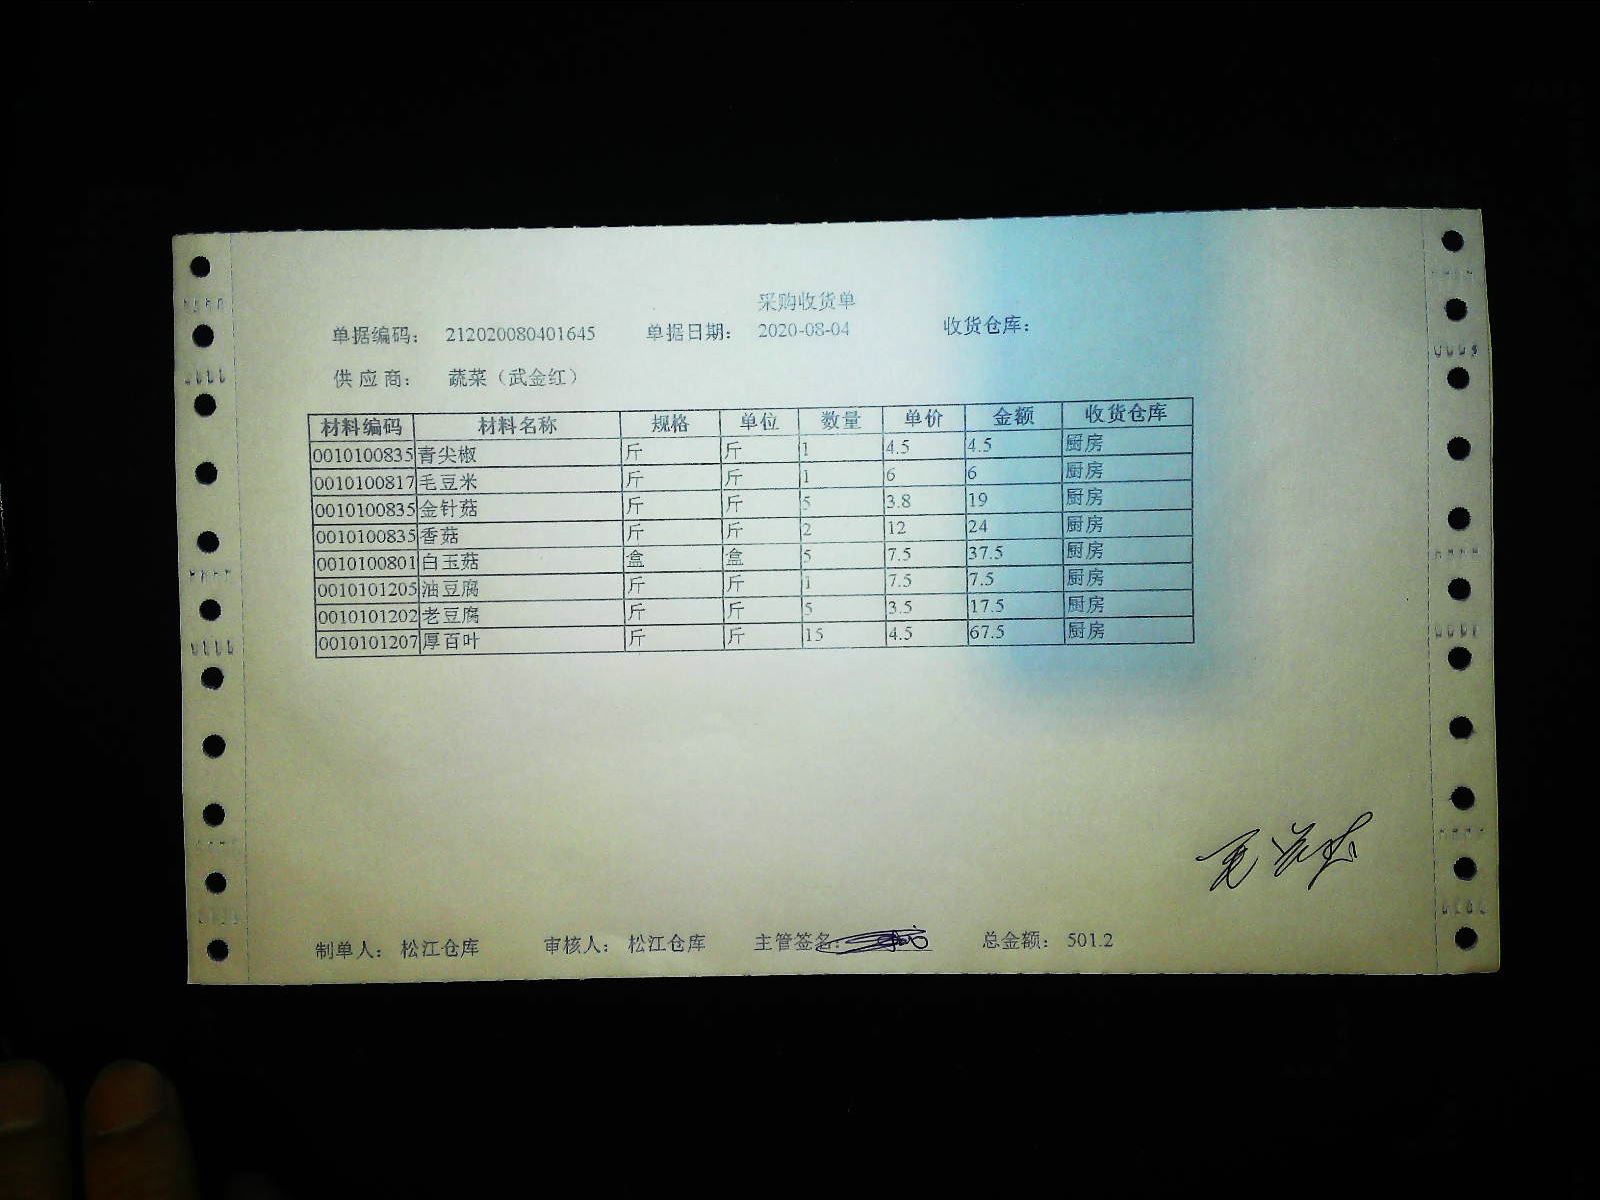 采购收货单
单据编码： 212020080401645 单据日期： 2020-08-04 收货仓库：
供 应 商： 蔬菜（武金红）
材料编码 材料名称 规格 单位 数量 单价 金额 收货仓库
0010100835 青尖椒 斤 斤 1 4.5 4.5 厨房
0010100817 毛豆米 斤 斤 1 6 6 厨房
0010100835 金针菇 斤 斤 5 3.8 19 厨房
0010100835 香菇 斤 斤 2 12 24 厨房
0010100801 白玉菇 盒 盒 5 7.5 37.5 厨房
0010101205 油豆腐 斤 斤 1 7.5 7.5 厨房
0010101202 老豆腐 斤 斤 5 3.5 17.5 厨房
0010101207 厚百叶 斤 斤 15 4.5 67.5 厨房
制单人： 松江仓库 审核人： 松江仓库 主管签名： 总金额： 501.2